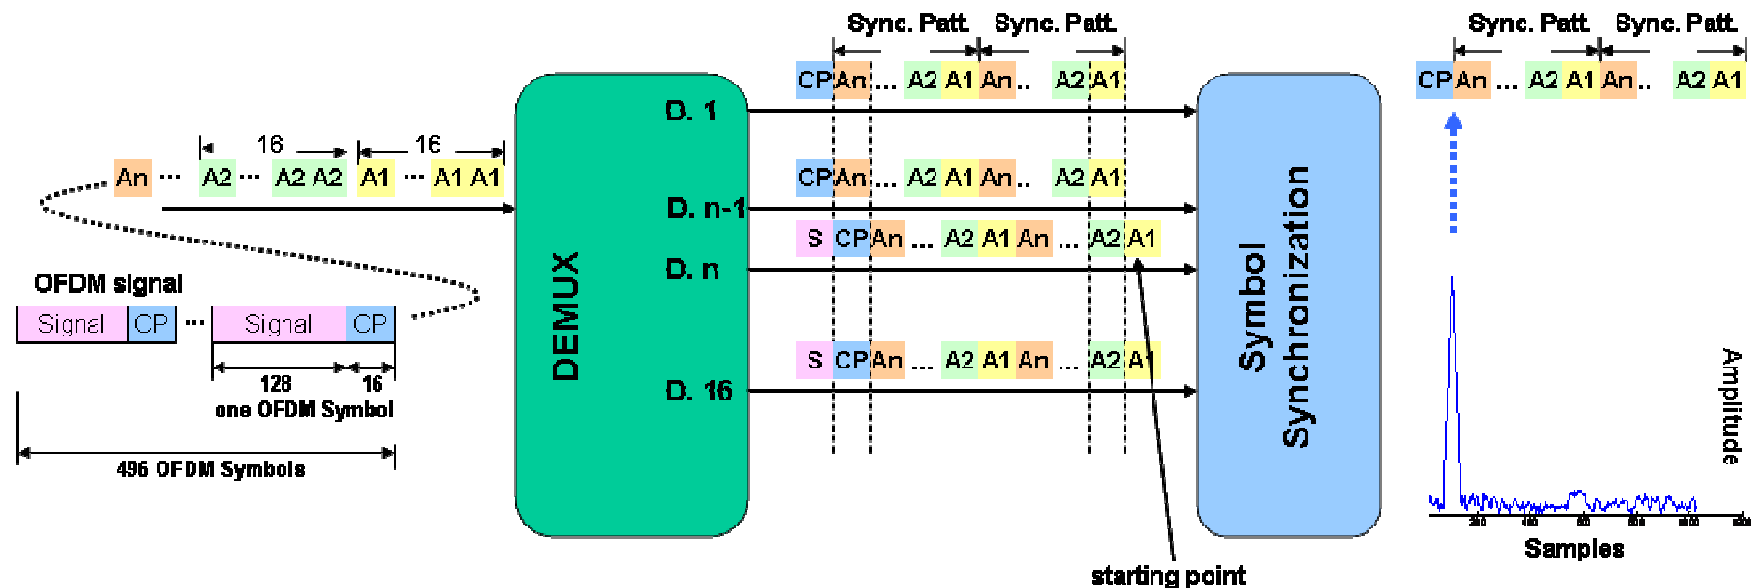 Sync. Patt. Sync. Patt.
CP An ... A2 A1 An .. A2 A1
D. 1
16 16
An ... A2 ... A2 A2 A1 ... A1 A1
CP An ... A2 A1 An .. A2 A1
D. n-1
S CP An ... A2 A1 An ... A2 A1
D. n
OFDM signal
Signal CP ... Signal CP
128 16
one OFDM Symbol
496 OFDM Symbols
DEMUX
S CP An ... A2 A1 An ... A2 A1
D. 16
Symbol
Synchronization
starting point
Sync. Patt. Sync. Patt.
CP An ... A2 A1 An .. A2 A1
Amplitude
Samples